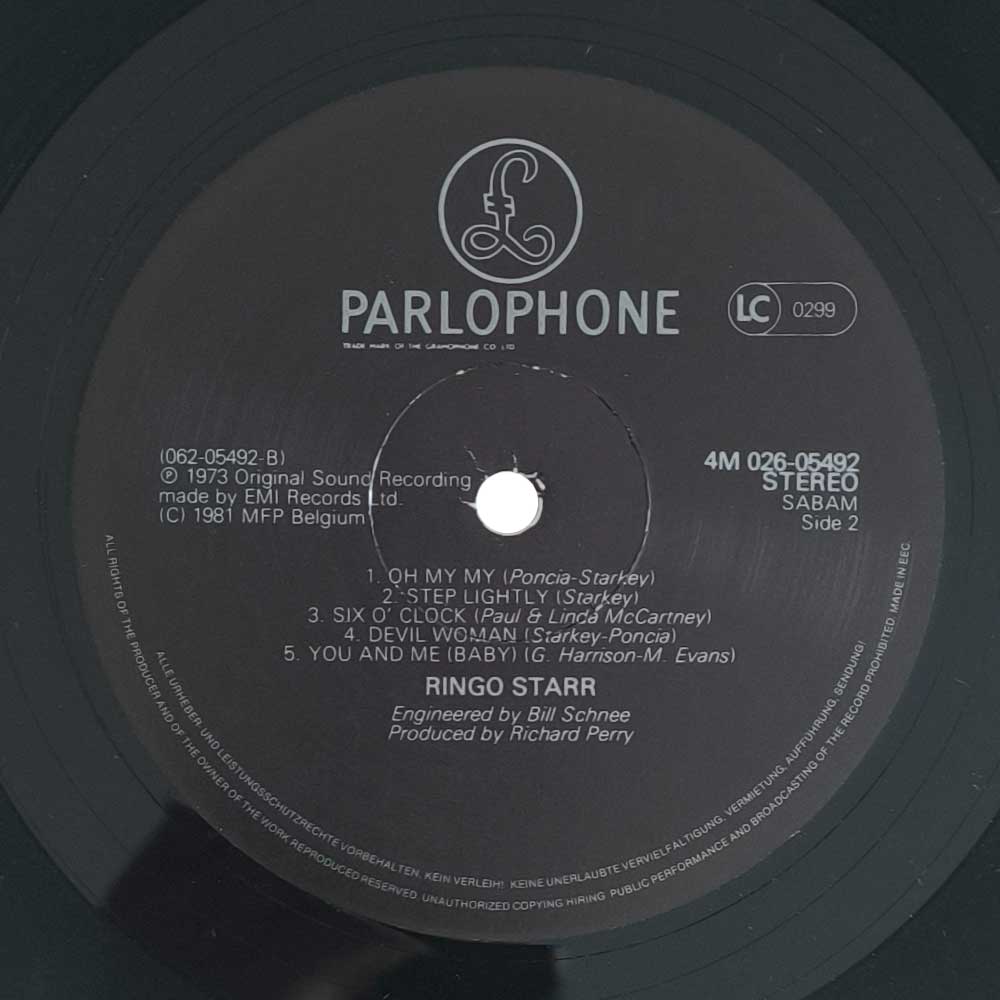 £
PARLOPHONE
TRADE MARK OF THE GRAMOPHONE CO LTD
LC 0299
(062-05492-B)
℗ 1973 Original Sound Recording
made by EMI Records Ltd.
(C) 1981 MFP Belgium
4M 026-05492
STEREO
SABAM
Side 2
1. OH MY MY (Poncia-Starkey)
2. STEP LIGHTLY (Starkey)
3. SIX O' CLOCK (Paul & Linda McCartney)
4. DEVIL WOMAN (Starkey-Poncia)
5. YOU AND ME (BABY) (G. Harrison-M. Evans)
RINGO STARR
Engineered by Bill Schnee
Produced by Richard Perry
ALLE URHEBER- UND LEISTUNGSSCHUTZRECHTE VORBEHALTEN. KEIN VERLEIH! KEINE UNERLAUBTE VERVIELFALTIGUNG, VERMIETUNG, AUFFUHRUNG, SENDUNG!
ALL RIGHTS OF THE PRODUCER AND OF THE OWNER OF THE WORK REPRODUCED RESERVED. UNAUTHORIZED COPYING HIRING PUBLIC PERFORMANCE AND BROADCASTING OF THE RECORD PROHIBITED. MADE IN EEC.